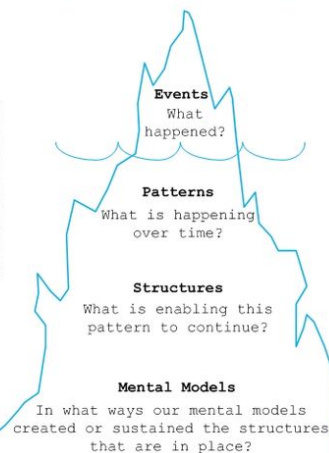 Events
What
happened?
Patterns
What is happening
over time?
Structures
What is enabling this
pattern to continue?
Mental Models
In what ways our mental models
created or sustained the structures
that are in place?